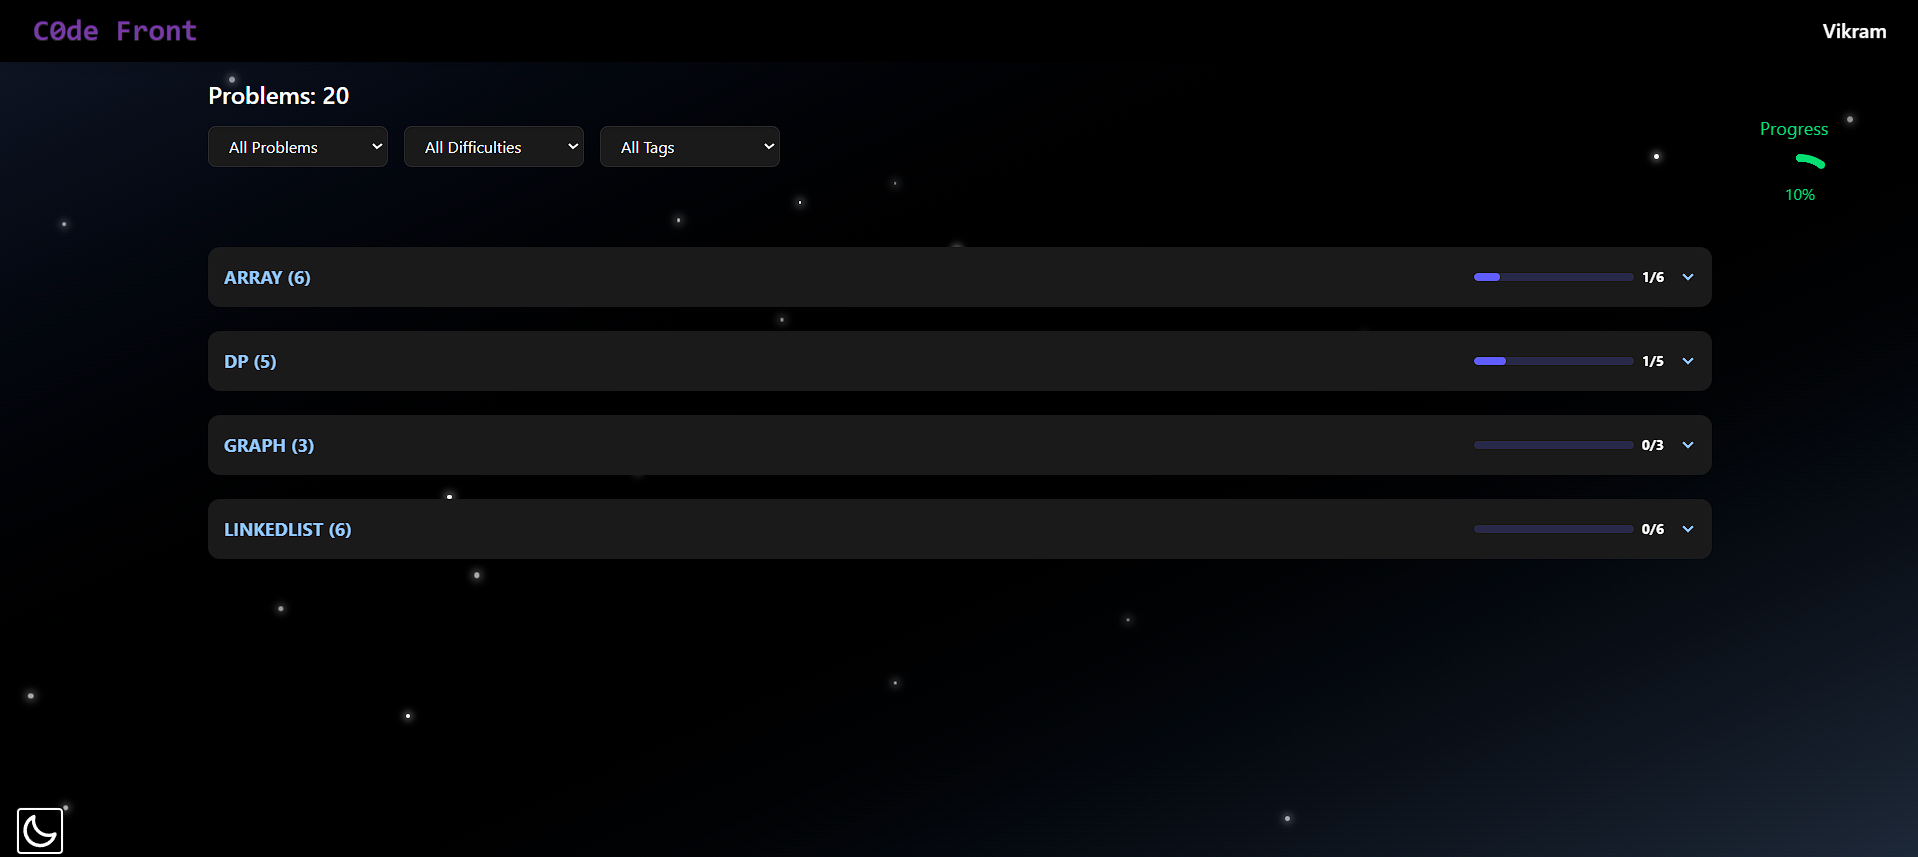 C0de Front
Vikram
Problems: 20
All Problems
All Difficulties
All Tags
Progress
10%
ARRAY (6)
1/6
DP (5)
1/5
GRAPH (3)
0/3
LINKEDLIST (6)
0/6